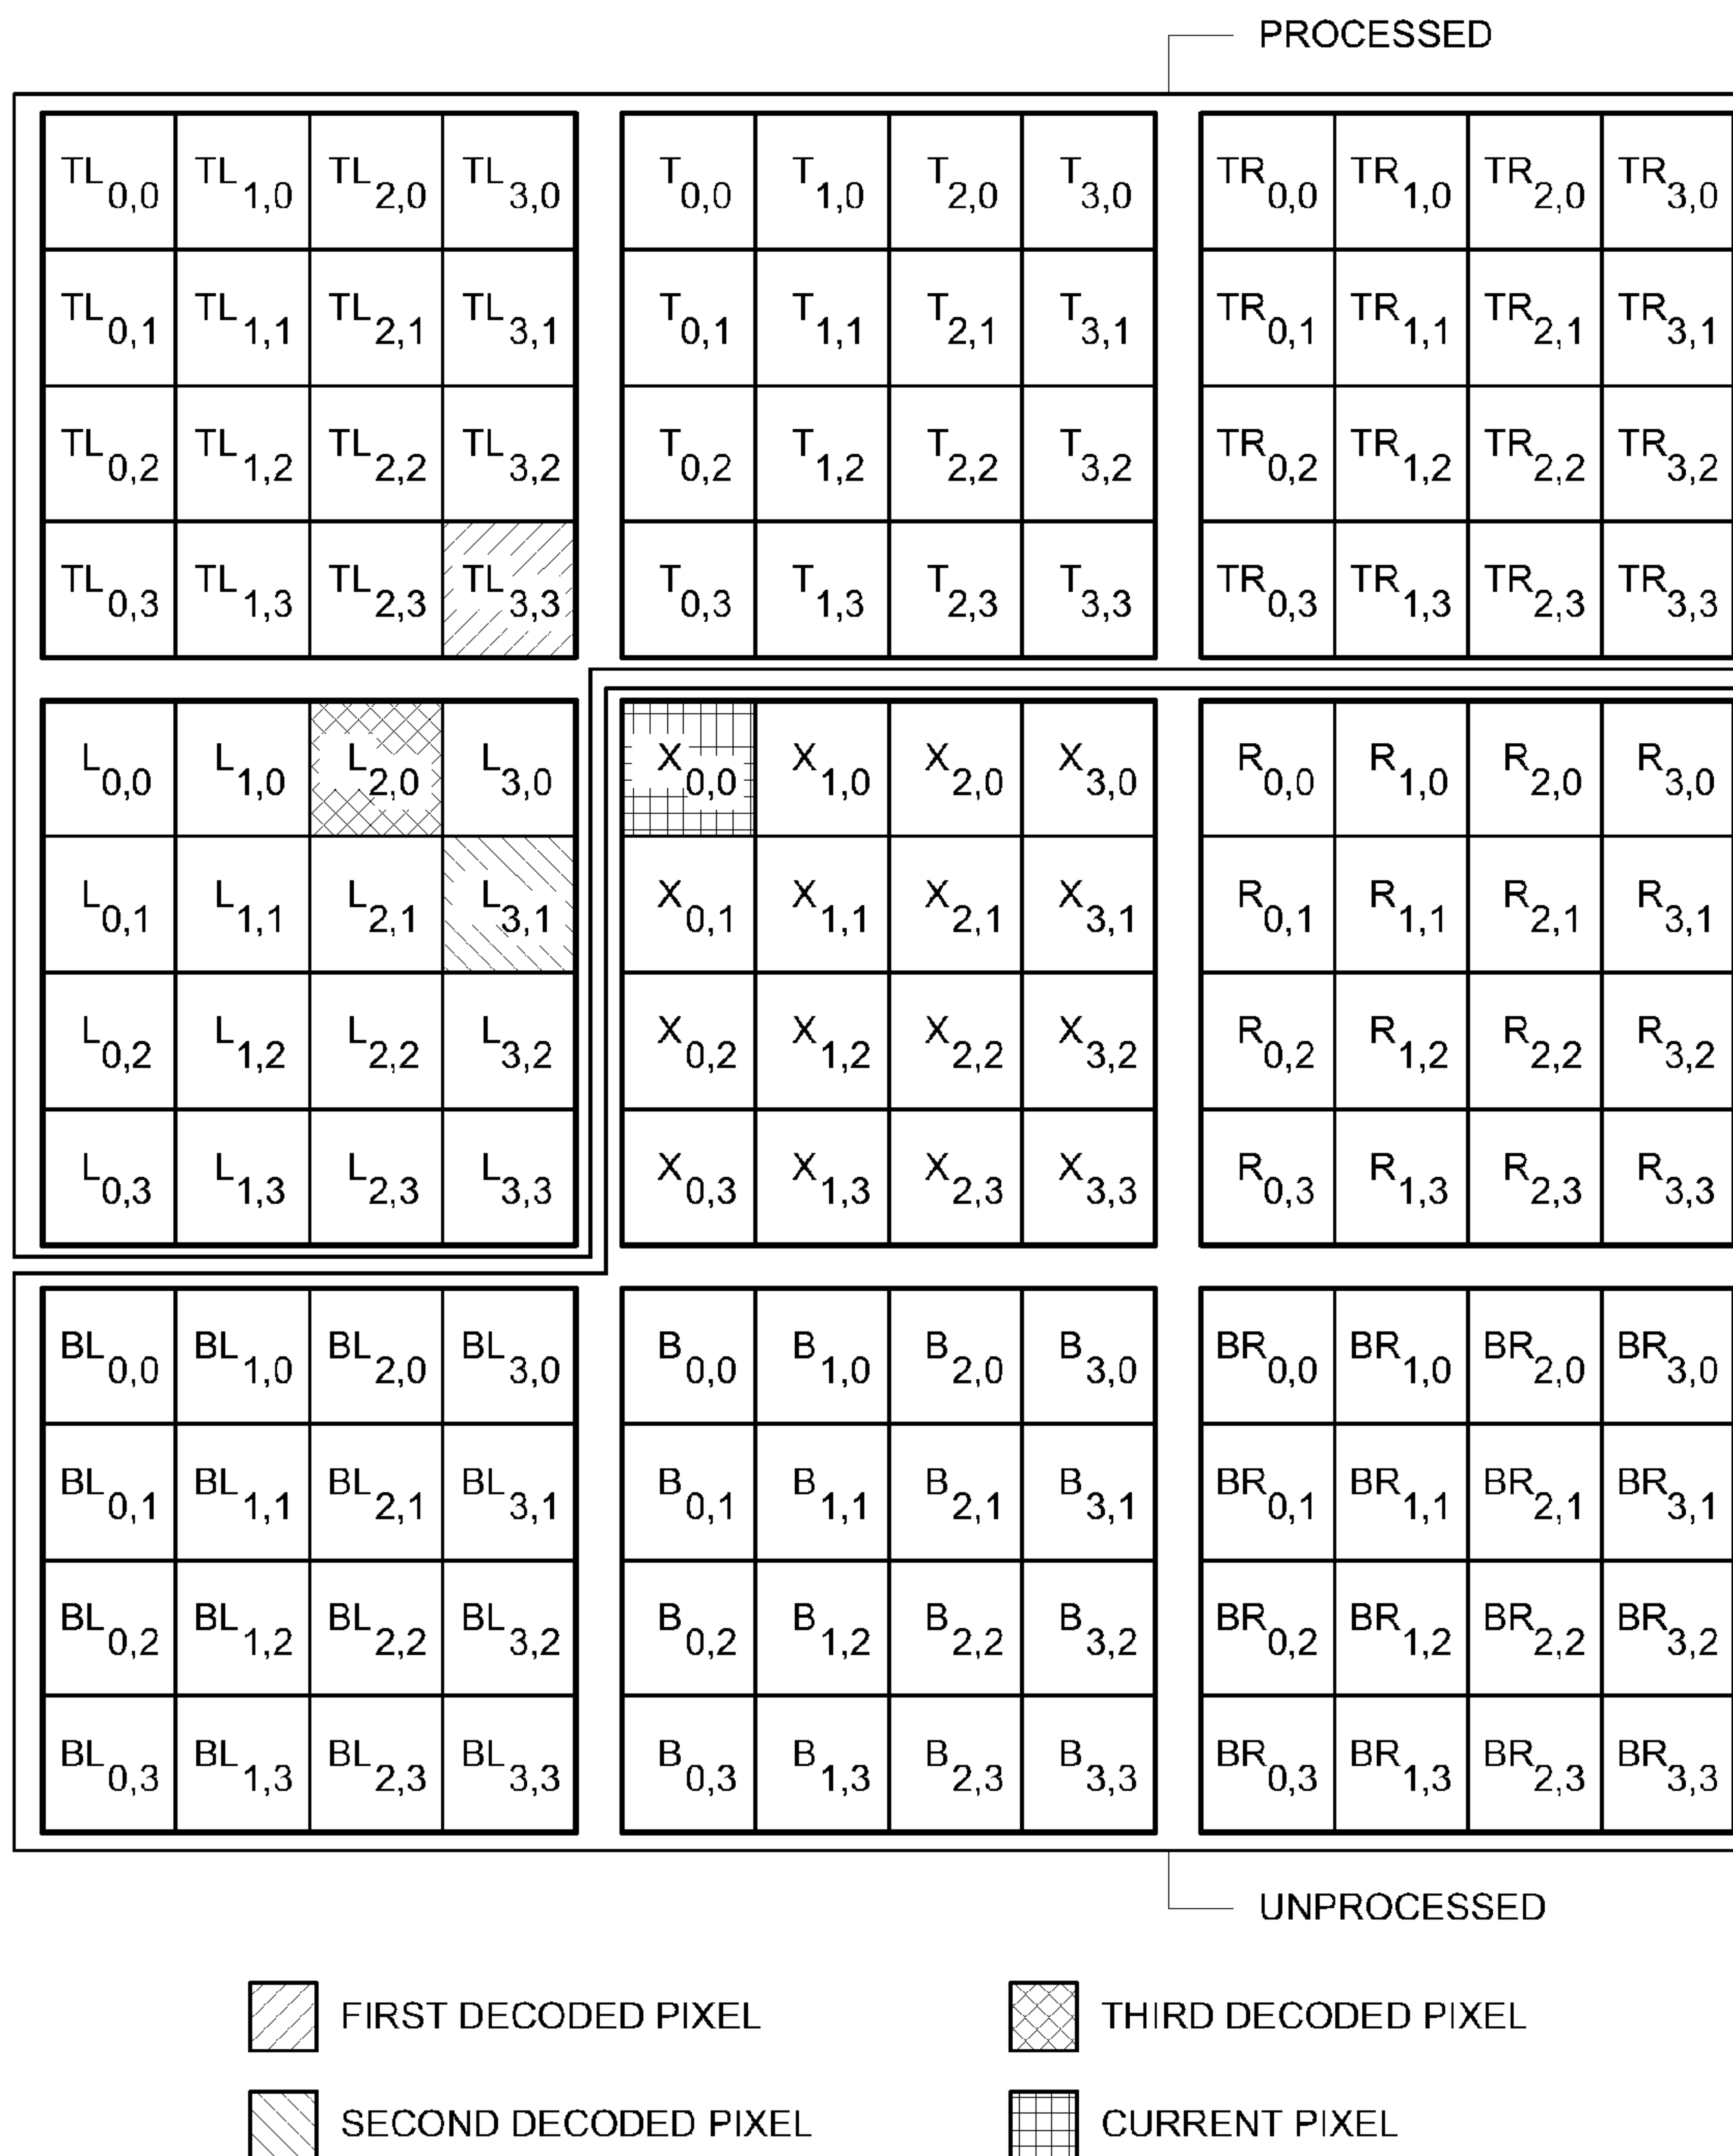 PROCESSED
TL0,0 TL1,0 TL2,0 TL3,0 T0,0 T1,0 T2,0 T3,0 TR0,0 TR1,0 TR2,0 TR3,0
TL0,1 TL1,1 TL2,1 TL3,1 T0,1 T1,1 T2,1 T3,1 TR0,1 TR1,1 TR2,1 TR3,1
TL0,2 TL1,2 TL2,2 TL3,2 T0,2 T1,2 T2,2 T3,2 TR0,2 TR1,2 TR2,2 TR3,2
TL0,3 TL1,3 TL2,3 TL3,3 T0,3 T1,3 T2,3 T3,3 TR0,3 TR1,3 TR2,3 TR3,3
L0,0 L1,0 L2,0 L3,0 X0,0 X1,0 X2,0 X3,0 R0,0 R1,0 R2,0 R3,0
L0,1 L1,1 L2,1 L3,1 X0,1 X1,1 X2,1 X3,1 R0,1 R1,1 R2,1 R3,1
L0,2 L1,2 L2,2 L3,2 X0,2 X1,2 X2,2 X3,2 R0,2 R1,2 R2,2 R3,2
L0,3 L1,3 L2,3 L3,3 X0,3 X1,3 X2,3 X3,3 R0,3 R1,3 R2,3 R3,3
BL0,0 BL1,0 BL2,0 BL3,0 B0,0 B1,0 B2,0 B3,0 BR0,0 BR1,0 BR2,0 BR3,0
BL0,1 BL1,1 BL2,1 BL3,1 B0,1 B1,1 B2,1 B3,1 BR0,1 BR1,1 BR2,1 BR3,1
BL0,2 BL1,2 BL2,2 BL3,2 B0,2 B1,2 B2,2 B3,2 BR0,2 BR1,2 BR2,2 BR3,2
BL0,3 BL1,3 BL2,3 BL3,3 B0,3 B1,3 B2,3 B3,3 BR0,3 BR1,3 BR2,3 BR3,3
UNPROCESSED
FIRST DECODED PIXEL
THIRD DECODED PIXEL
SECOND DECODED PIXEL
CURRENT PIXEL